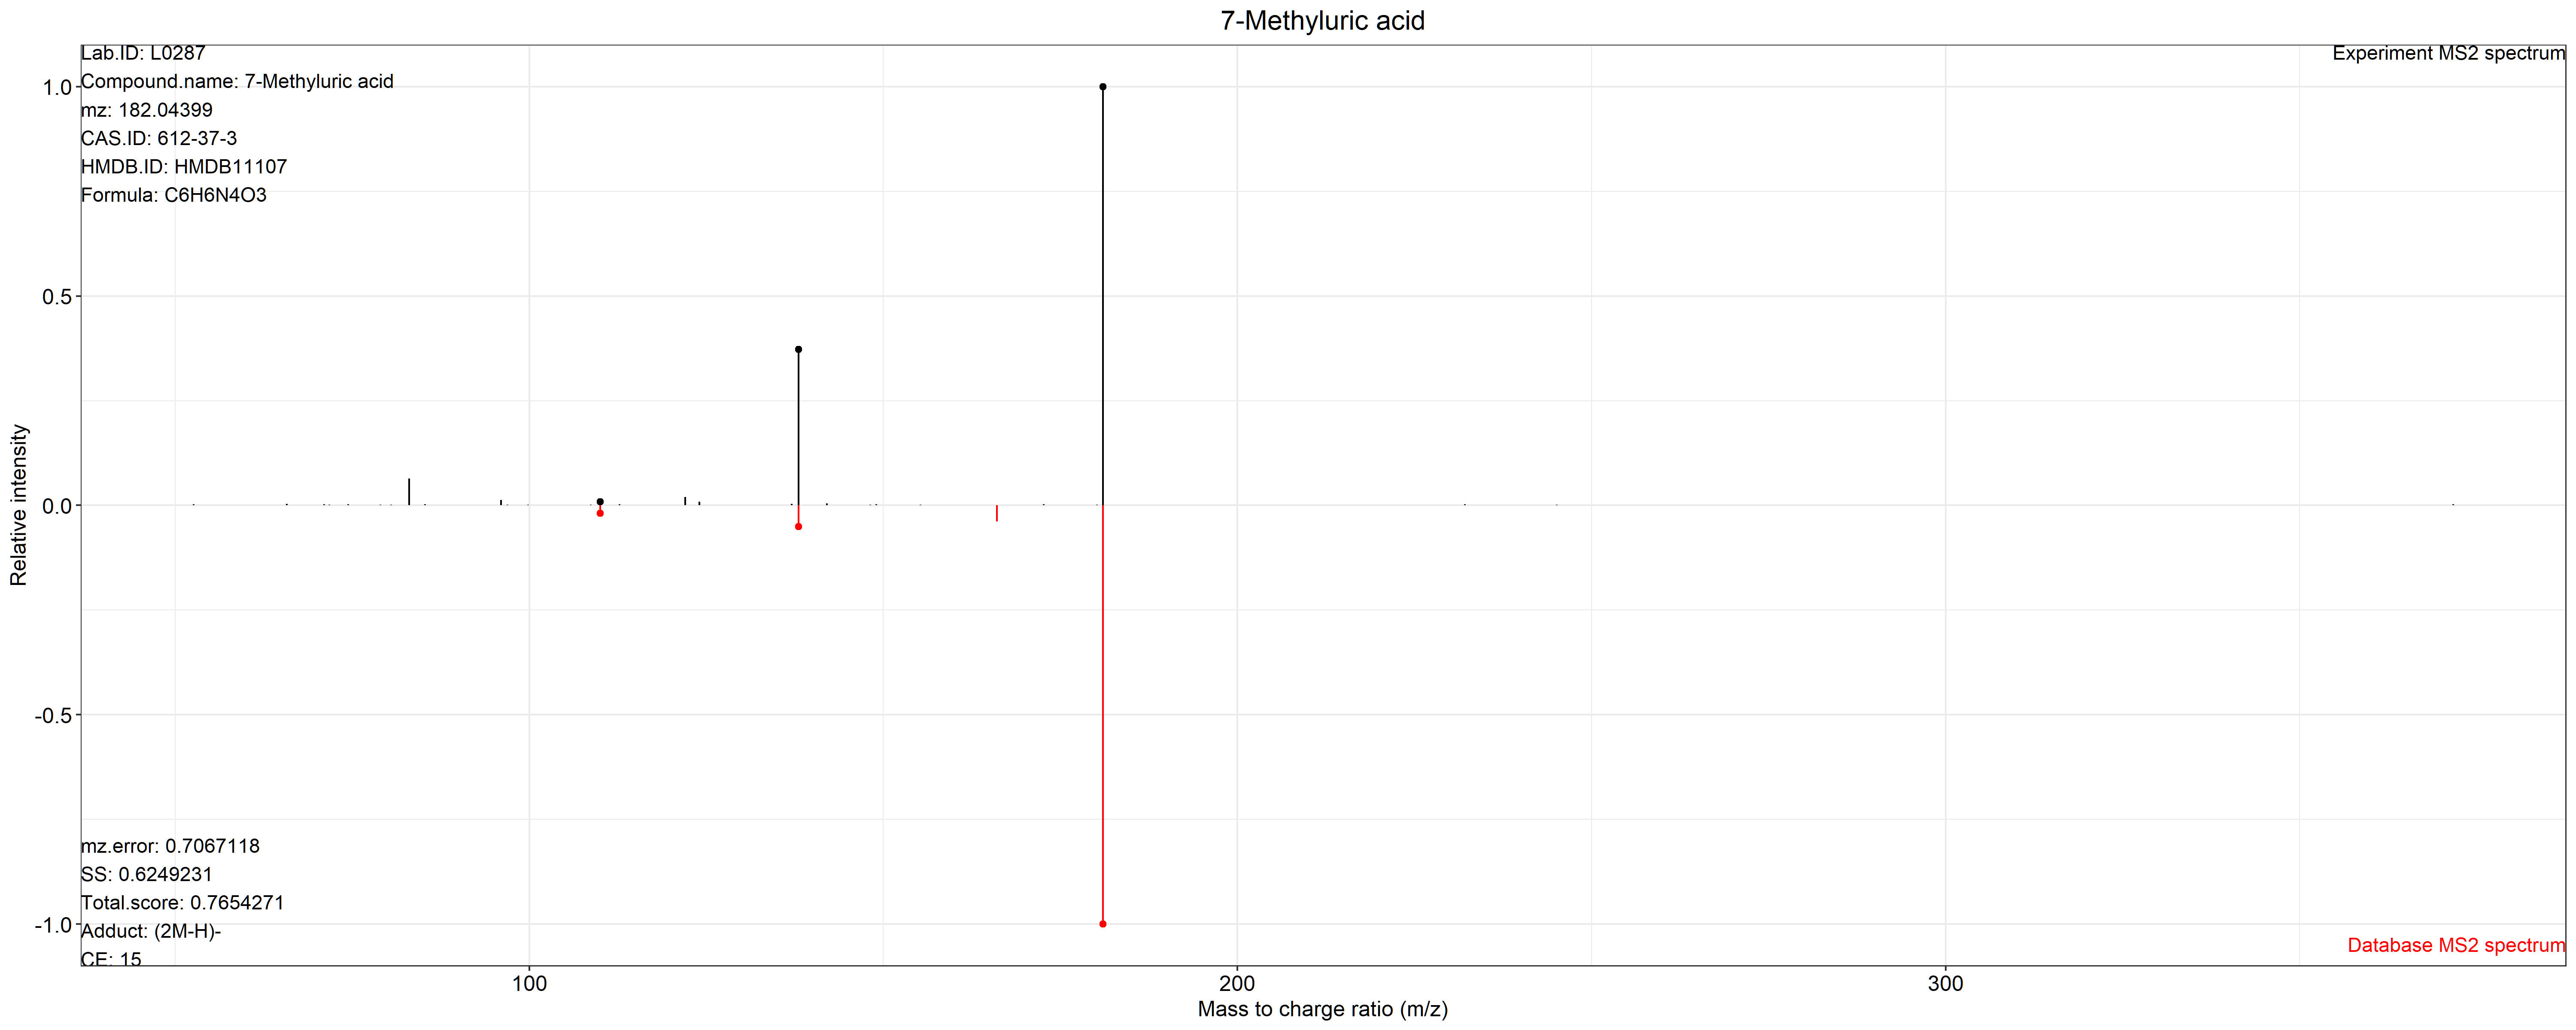 7-Methyluric acid
Lab.ID: L0287
Experiment MS2 spectrum
Compound.name: 7-Methyluric acid
mz: 182.04399
CAS.ID: 612-37-3
HMDB.ID: HMDB11107
Formula: C6H6N4O3
1.0
0.5
0.0
-0.5
-1.0
Relative intensity
mz.error: 0.7067118
SS: 0.6249231
Total.score: 0.7654271
Adduct: (2M-H)-
CE: 15
Database MS2 spectrum
100
200
300
Mass to charge ratio (m/z)